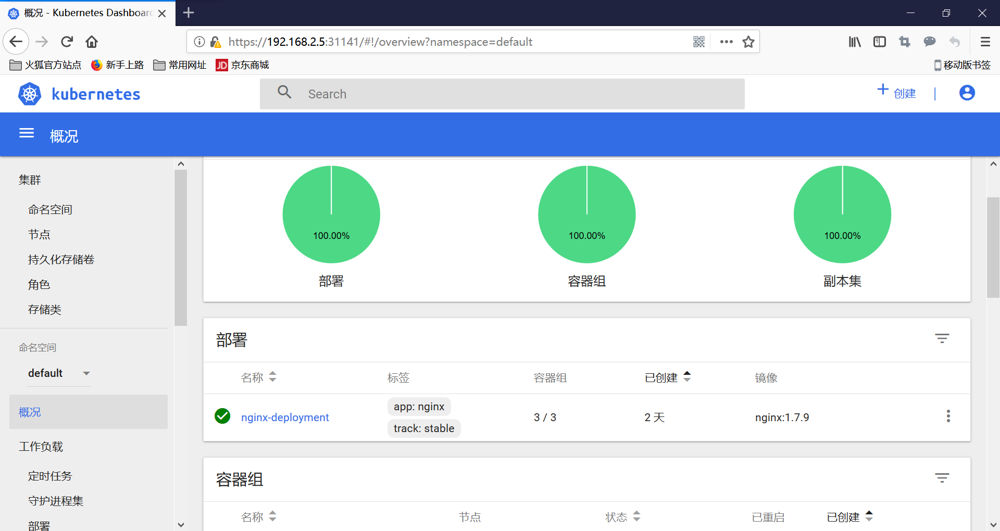 概况 - Kubernetes Dashboard
https://192.168.2.5:31141/#!/overview?namespace=default
火狐官方站点 新手上路 常用网址 JD 京东商城 移动版书签
kubernetes Search 创建
概况
集群
命名空间
节点
持久化存储卷
角色
存储类
命名空间
default
概况
工作负载
定时任务
守护进程集
部署
100.00% 100.00% 100.00%
部署 容器组 副本集
部署
名称 标签 容器组 已创建 镜像
nginx-deployment app: nginx 3 / 3 2 天 nginx:1.7.9
track: stable
容器组
名称 节点 状态 已重启 已创建